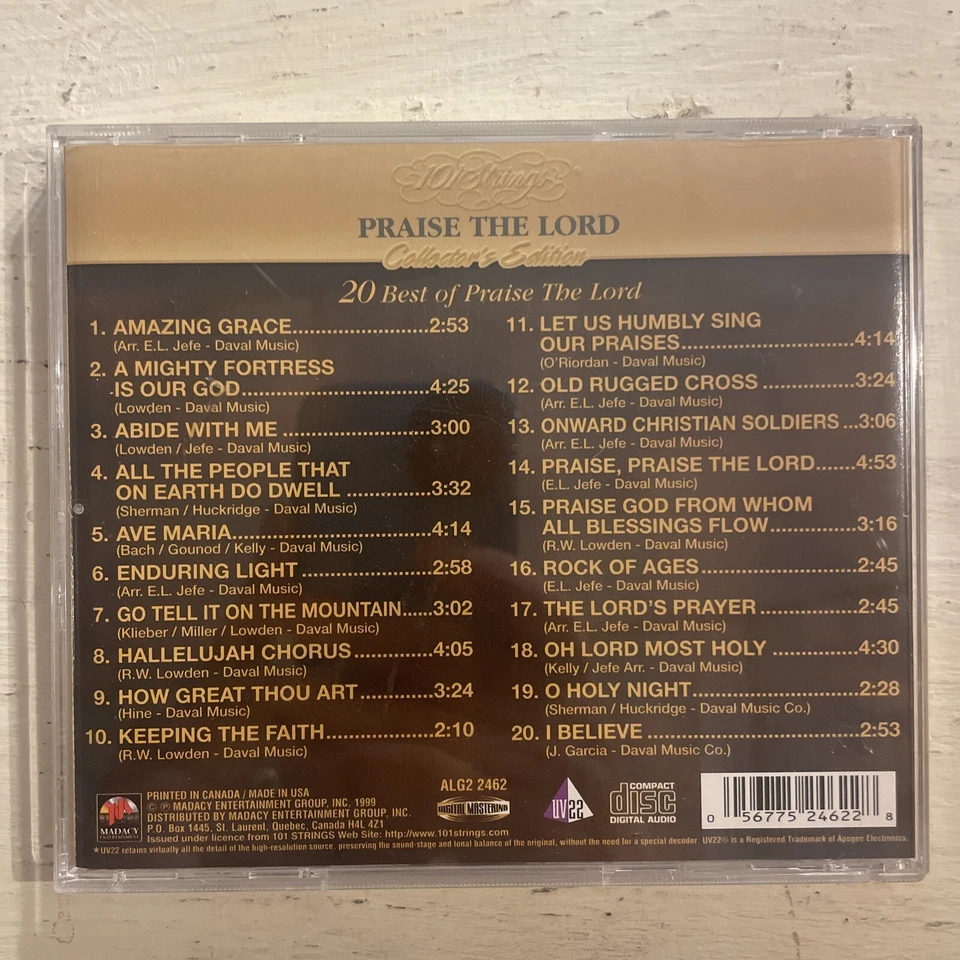 101 Strings®
PRAISE THE LORD
Collector's Edition
20 Best of Praise The Lord
1. AMAZING GRACE.......................2:53
(Arr. E.L. Jefe - Daval Music)
2. A MIGHTY FORTRESS
IS OUR GOD...............................4:25
(Lowden - Daval Music)
3. ABIDE WITH ME .........................3:00
(Lowden / Jefe - Daval Music)
4. ALL THE PEOPLE THAT
ON EARTH DO DWELL ..............3:32
(Sherman / Huckridge - Daval Music)
5. AVE MARIA..................................4:14
(Bach / Gounod / Kelly - Daval Music)
6. ENDURING LIGHT ......................2:58
(Arr. E.L. Jefe - Daval Music)
7. GO TELL IT ON THE MOUNTAIN.....3:02
(Klieber / Miller / Lowden - Daval Music)
8. HALLELUJAH CHORUS.............4:05
(R.W. Lowden - Daval Music)
9. HOW GREAT THOU ART............3:24
(Hine - Daval Music)
10. KEEPING THE FAITH..................2:10
(R.W. Lowden - Daval Music)
11. LET US HUMBLY SING
OUR PRAISES.............................4:14
(O'Riordan - Daval Music)
12. OLD RUGGED CROSS ...............3:24
(Arr. E.L. Jefe - Daval Music)
13. ONWARD CHRISTIAN SOLDIERS ...3:06
(Arr. E.L. Jefe - Daval Music)
14. PRAISE, PRAISE THE LORD.......4:53
(E.L. Jefe - Daval Music)
15. PRAISE GOD FROM WHOM
ALL BLESSINGS FLOW..............3:16
(R.W. Lowden - Daval Music)
16. ROCK OF AGES..........................2:45
(E.L. Jefe - Daval Music)
17. THE LORD'S PRAYER ................2:45
(Arr. E.L. Jefe - Daval Music)
18. OH LORD MOST HOLY ..............4:30
(Kelly / Jefe Arr. - Daval Music)
19. O HOLY NIGHT...........................2:28
(Sherman / Huckridge - Daval Music Co.)
20. I BELIEVE ...................................2:53
(J. Garcia - Daval Music Co.)
MADACY
ENTERTAINMENT
PRINTED IN CANADA / MADE IN USA
© ℗ MADACY ENTERTAINMENT GROUP, INC. 1999
DISTRIBUTED BY MADACY ENTERTAINMENT GROUP, INC.
P.O. Box 1445, St. Laurent, Quebec, Canada H4L 4Z1
Issued under licence from 101 STRINGS Web Site: http://www.101strings.com
ALG2 2462
DIGITAL MASTERING
UV22
COMPACT
disc
DIGITAL AUDIO
0 56775 24622 8
*UV22 retains virtually all the detail of the high-resolution source, preserving the sound-stage and tonal balance of the original, without the need for a special decoder. UV22® is a Registered Trademark of Apogee Electronics.